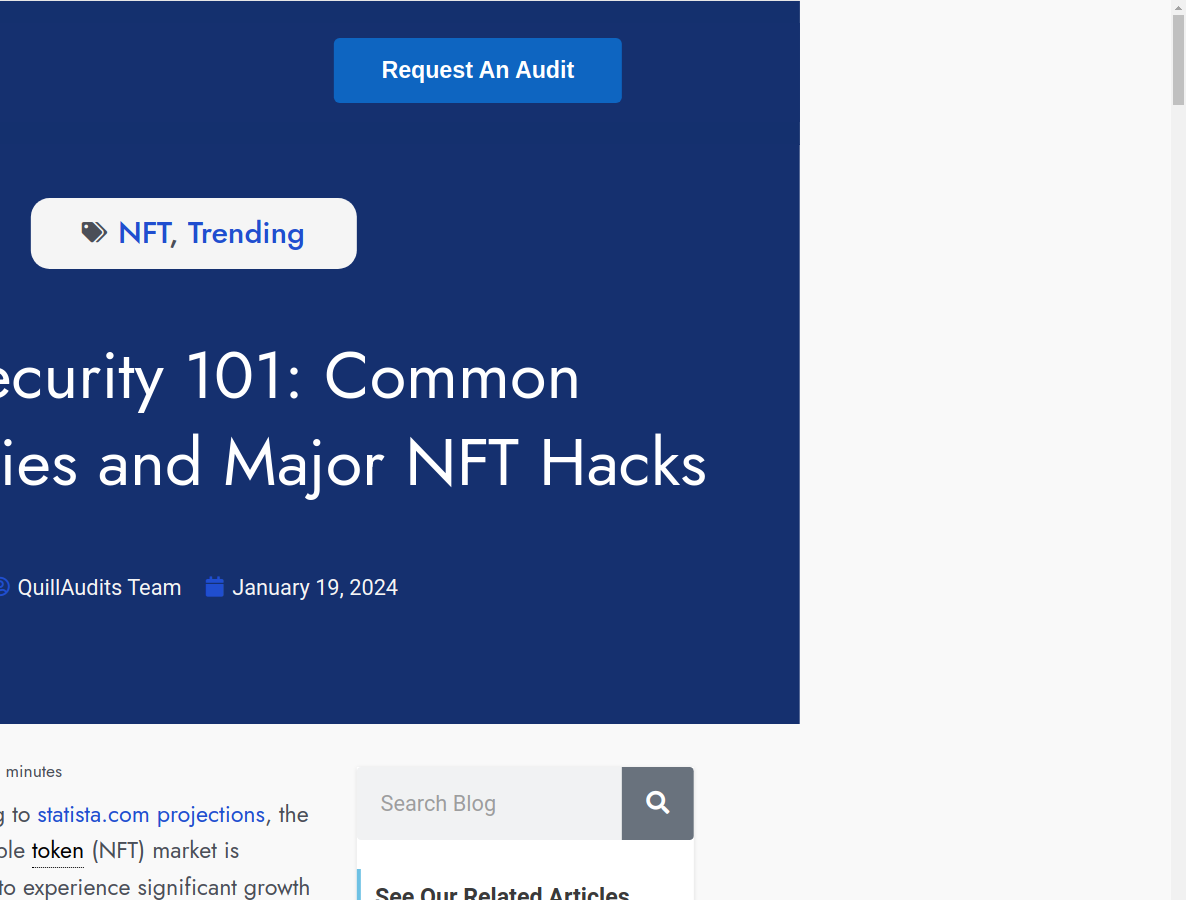 Request An Audit
NFT, Trending
ecurity 101: Common
ies and Major NFT Hacks
QuillAudits Team January 19, 2024
minutes
Search Blog
g to statista.com projections, the
ble token (NFT) market is
to experience significant growth
See Our Related Articles